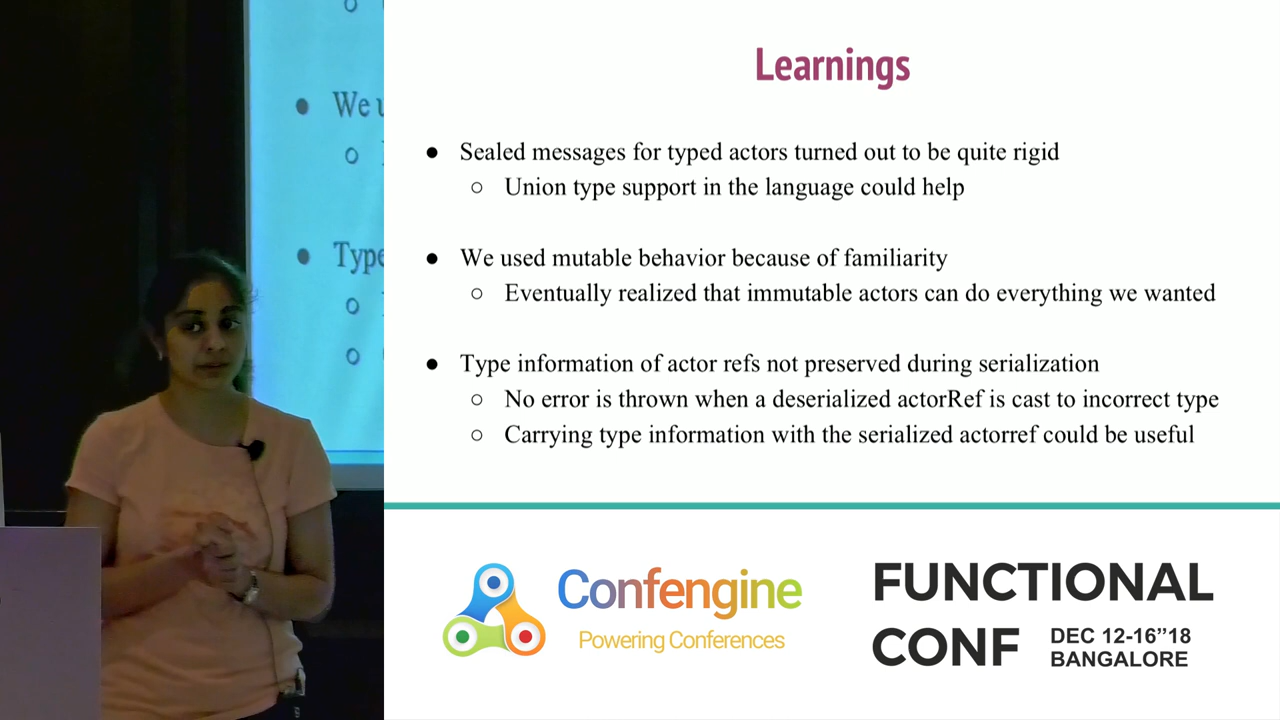 We u
Type
Learnings
● Sealed messages for typed actors turned out to be quite rigid
○ Union type support in the language could help
● We used mutable behavior because of familiarity
○ Eventually realized that immutable actors can do everything we wanted
● Type information of actor refs not preserved during serialization
○ No error is thrown when a deserialized actorRef is cast to incorrect type
○ Carrying type information with the serialized actorref could be useful
Confengine
Powering Conferences
FUNCTIONAL
CONF DEC 12-16”18
BANGALORE